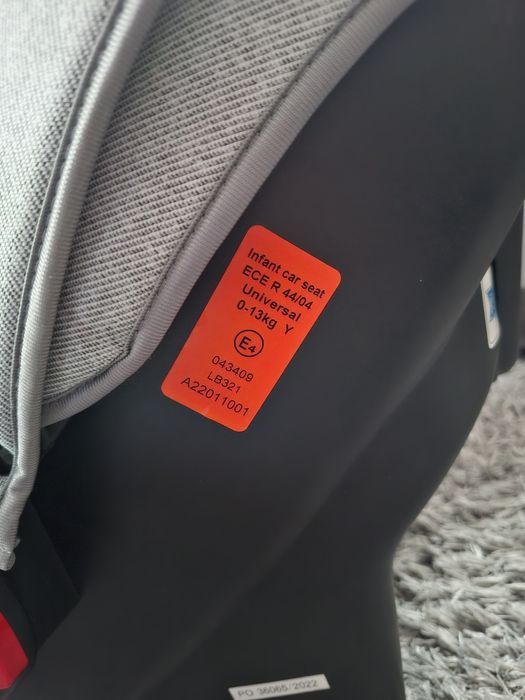 Infant car seat
ECE R 44/04
Universal
0-13kg Y
E4
043409
LB321
A22011001
PO 36065/2022